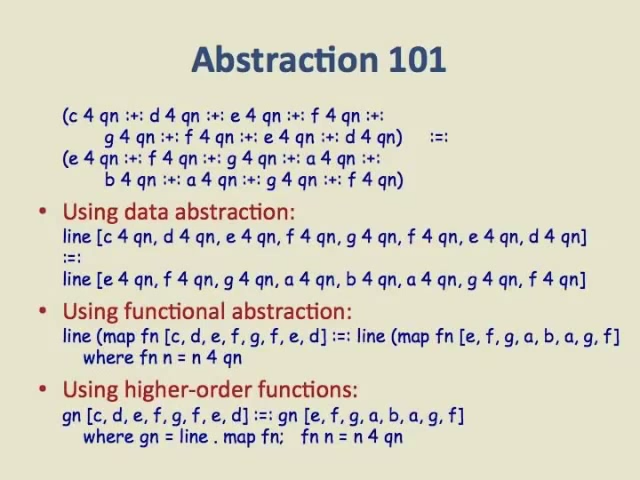 Abstraction 101
(c 4 qn :+: d 4 qn :+: e 4 qn :+: f 4 qn :+:
g 4 qn :+: f 4 qn :+: e 4 qn :+: d 4 qn) :=:
(e 4 qn :+: f 4 qn :+: g 4 qn :+: a 4 qn :+:
b 4 qn :+: a 4 qn :+: g 4 qn :+: f 4 qn)
• Using data abstraction:
line [c 4 qn, d 4 qn, e 4 qn, f 4 qn, g 4 qn, f 4 qn, e 4 qn, d 4 qn]
:=:
line [e 4 qn, f 4 qn, g 4 qn, a 4 qn, b 4 qn, a 4 qn, g 4 qn, f 4 qn]
• Using functional abstraction:
line (map fn [c, d, e, f, g, f, e, d] :=: line (map fn [e, f, g, a, b, a, g, f]
where fn n = n 4 qn
• Using higher-order functions:
gn [c, d, e, f, g, f, e, d] :=: gn [e, f, g, a, b, a, g, f]
where gn = line . map fn; fn n = n 4 qn